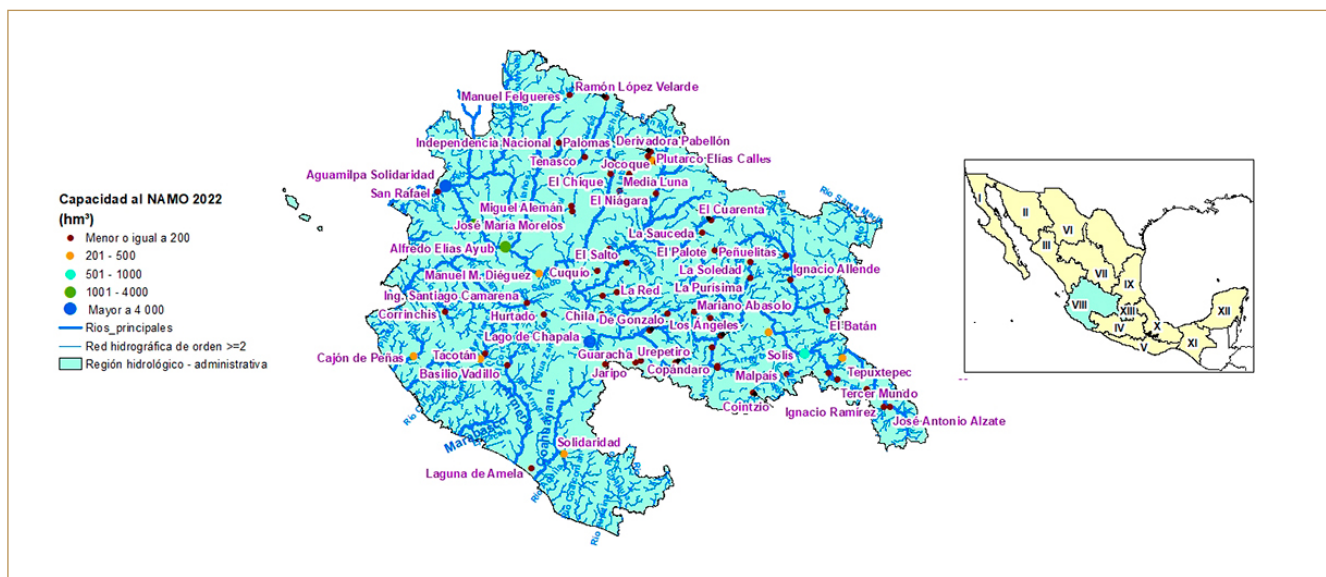 Capacidad al NAMO 2022
(hm³)
Menor o igual a 200
201 - 500
501 - 1000
1001 - 4000
Mayor a 4 000
Rios_principales
Red hidrográfica de orden >=2
Región hidrológico - administrativa
Ramón López Velarde
Manuel Felgueres
Independencia Nacional
Palomas
Derivadora Pabellón
Tenasco
Jocoque
Plutarco Elías Calles
Aguamilpa Solidaridad
San Rafael
El Chique
Media Luna
El Niágara
Miguel Alemán
José María Morelos
El Cuarenta
La Sauceda
Alfredo Elias Ayub
El Salto
El Palote
Peñuelitas
Manuel M. Diéguez
Cuquio
La Soledad
Ignacio Allende
La Purísima
Ing. Santiago Camarena
La Red
Mariano Abasolo
Corrinchis
Hurtado
Chila
De Gonzalo
Los Angeles
El Batán
Lago de Chapala
Cajón de Peñas
Tacotán
Guaracha
Urepetiro
Solís
Basilio Vadillo
Jaripo
Copándaro
Malpaís
Tepuxtepec
Tercer Mundo
Cointzio
Ignacio Ramírez
José Antonio Alzate
Marabasco
Coahuayana
Solidaridad
Laguna de Amela
I
II
III
VI
VII
IX
VIII
XIII
IV
X
V
XI
XII